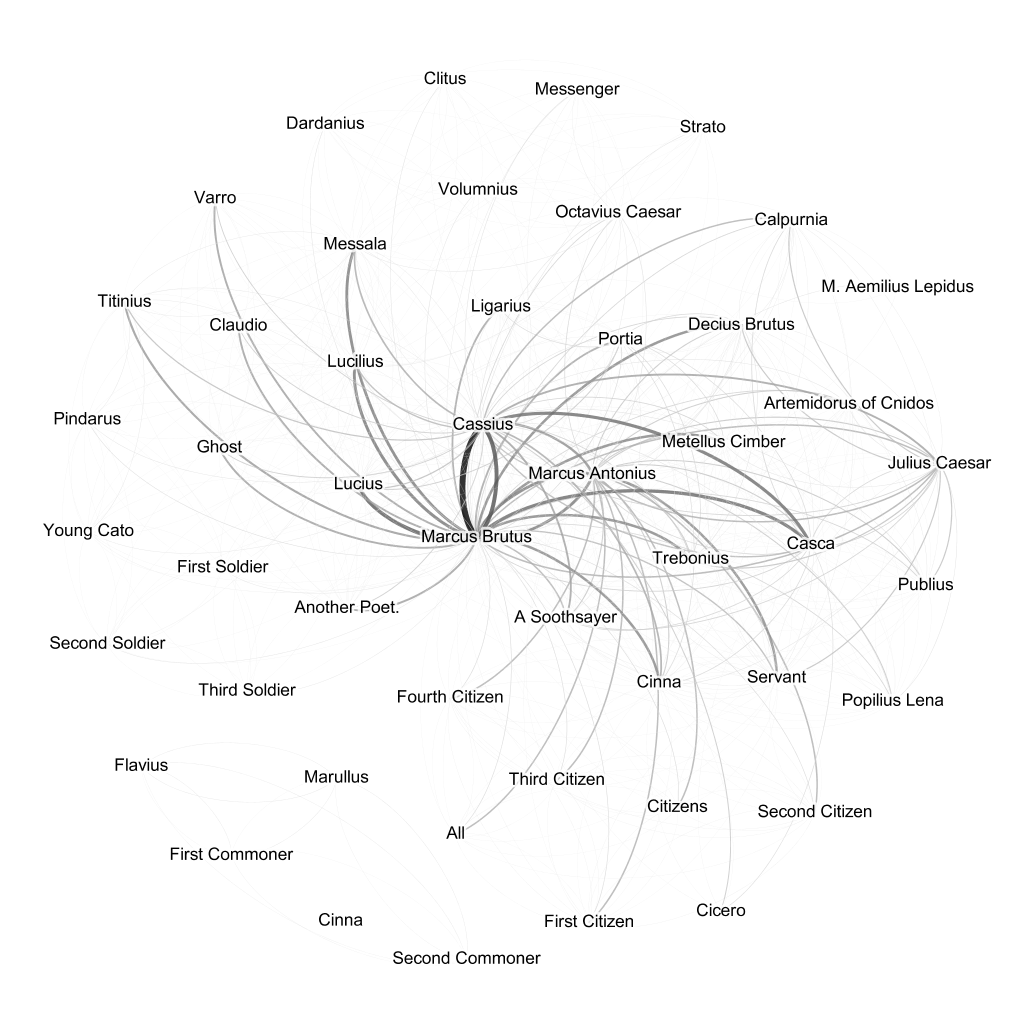 Clitus
Messenger
Dardanius
Strato
Volumnius
Varro
Octavius Caesar
Calpurnia
Messala
M. Aemilius Lepidus
Titinius
Ligarius
Claudio
Decius Brutus
Portia
Lucilius
Artemidorus of Cnidos
Pindarus
Cassius
Metellus Cimber
Ghost
Julius Caesar
Marcus Antonius
Lucius
Young Cato
Marcus Brutus
Casca
Trebonius
First Soldier
Publius
Another Poet.
A Soothsayer
Second Soldier
Servant
Cinna
Third Soldier
Fourth Citizen
Popilius Lena
Flavius
Marullus
Third Citizen
Citizens
Second Citizen
All
First Commoner
Cicero
Cinna
First Citizen
Second Commoner